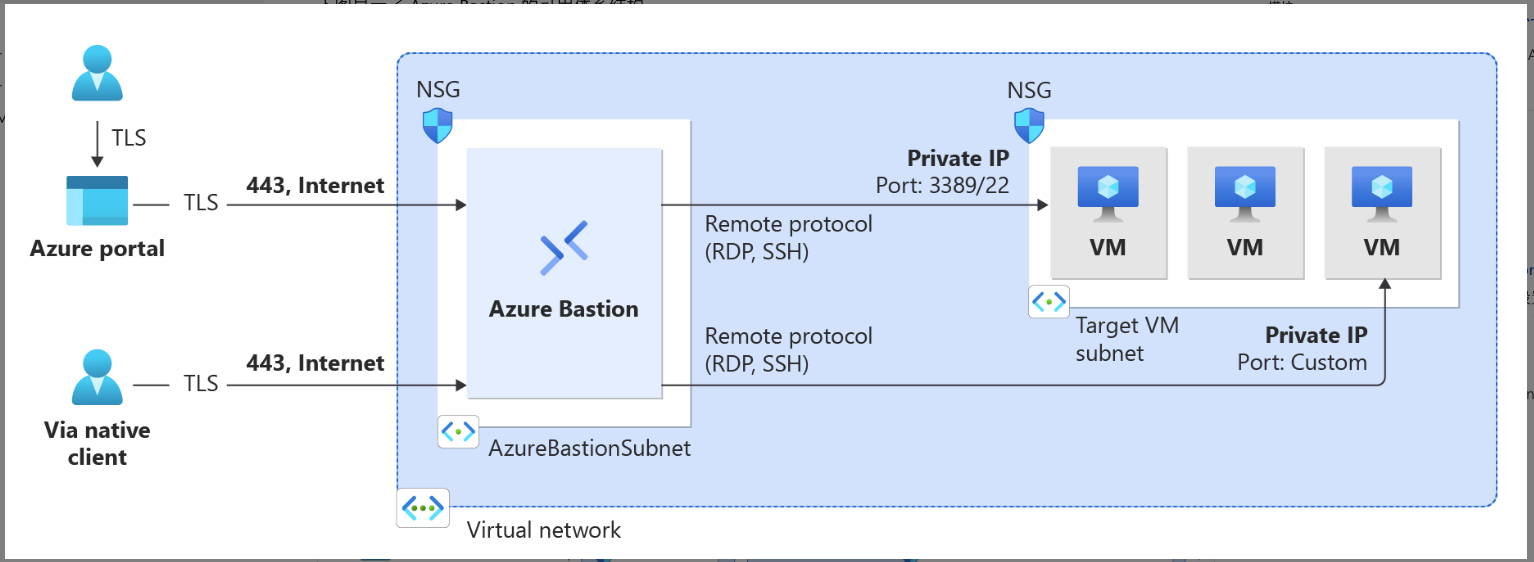 NSG
NSG
TLS
Private IP
Port: 3389/22
443, Internet
TLS
Remote protocol
(RDP, SSH)
Azure portal
VM
VM
VM
Azure Bastion
Target VM
subnet
Private IP
Port: Custom
Remote protocol
(RDP, SSH)
443, Internet
TLS
Via native
client
AzureBastionSubnet
Virtual network